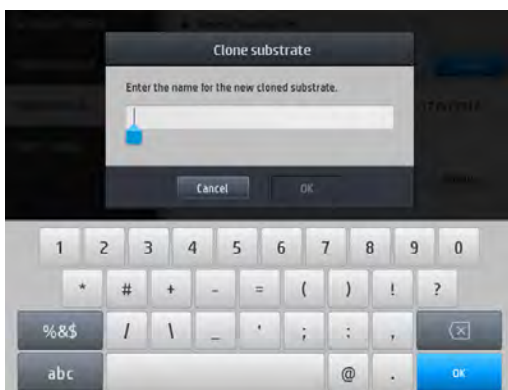 Clone substrate
Enter the name for the new cloned substrate.
Cancel OK
1 2 3 4 5 6 7 8 9 0
* # + - = ( ) ! ?
%&$ / \ _ ' ; : ,
abc @ . OK